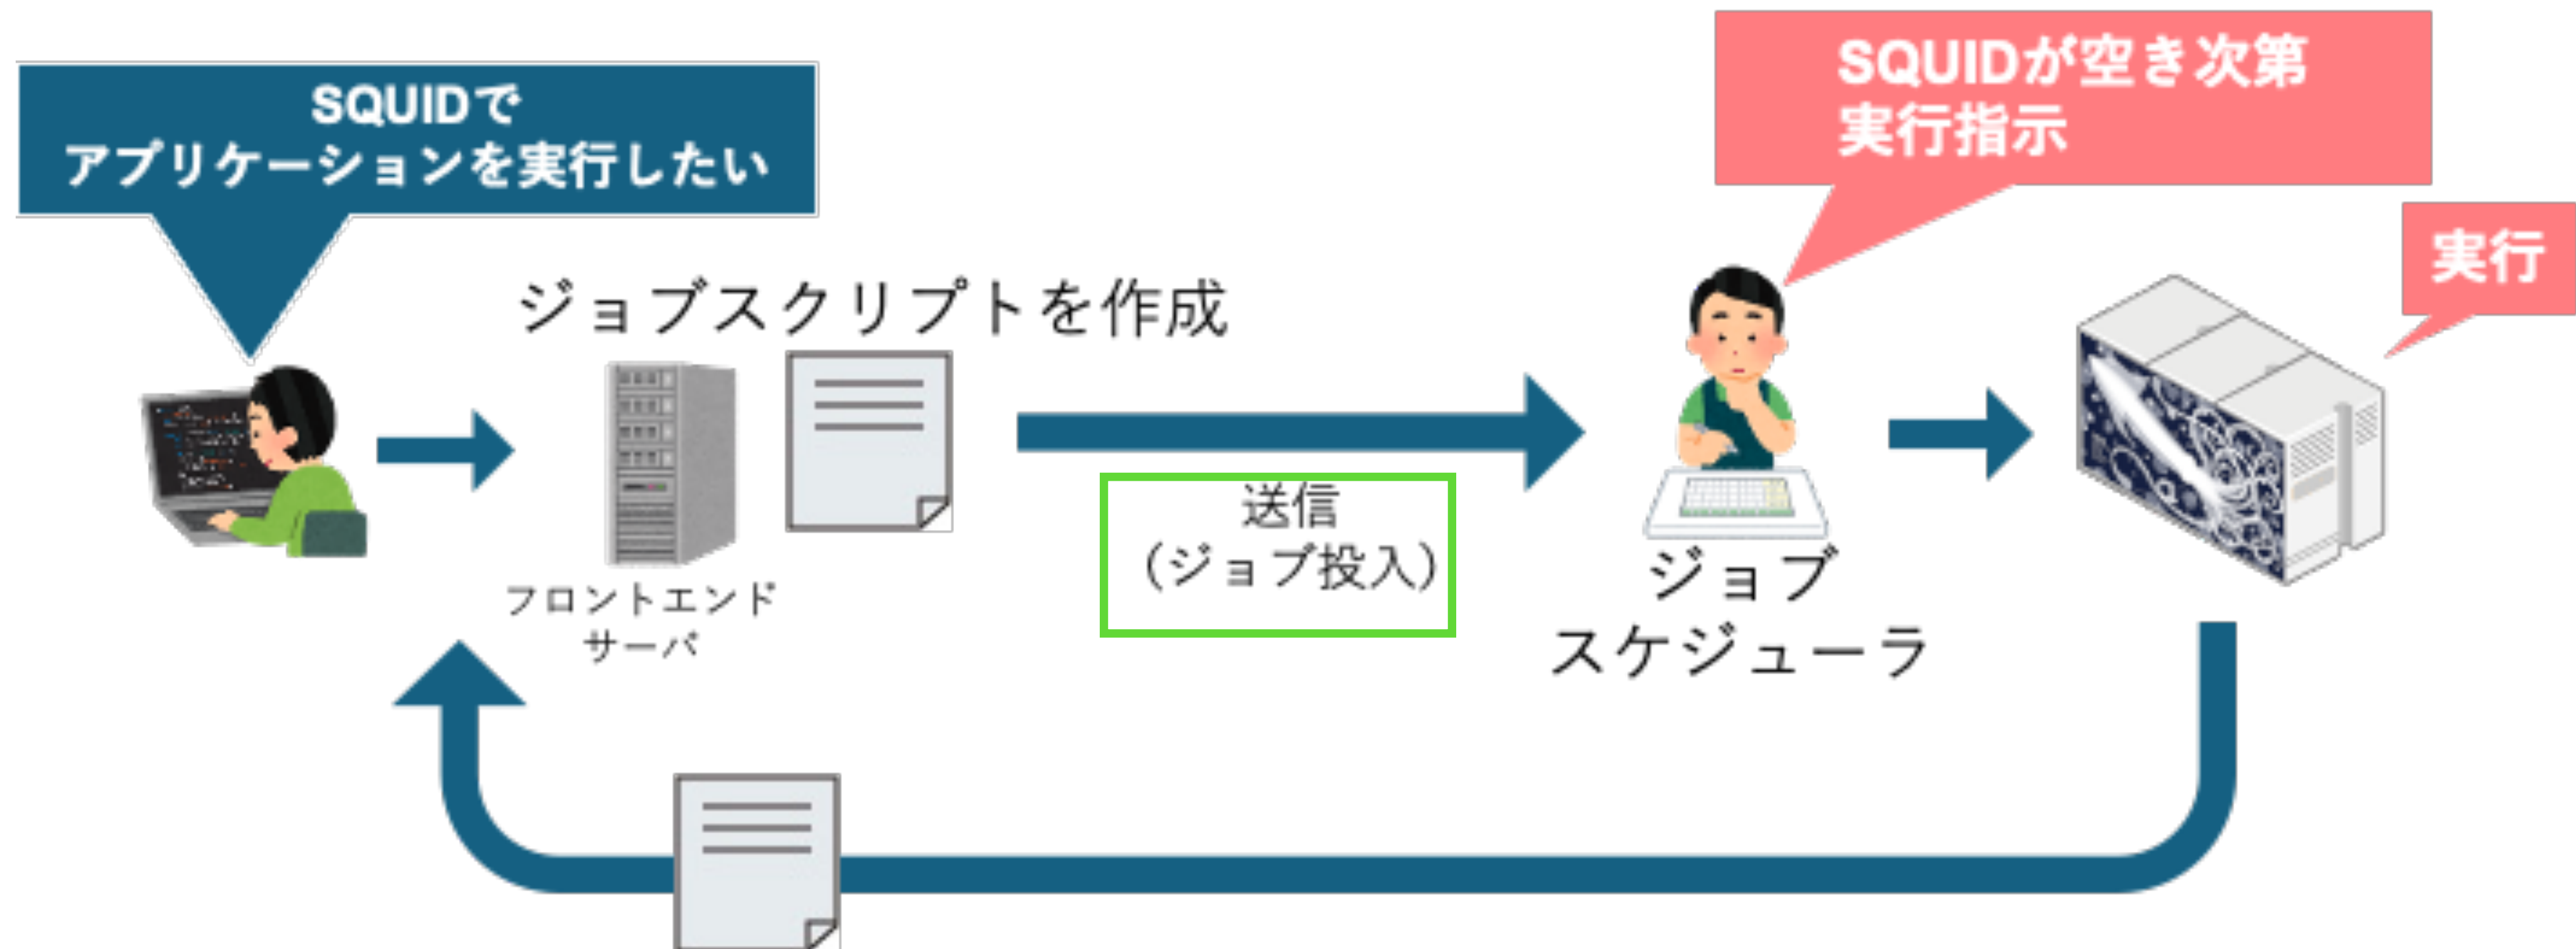 SQUIDで
アプリケーションを実行したい
SQUIDが空き次第
実行指示
実行
ジョブスクリプトを作成
フロントエンド
サーバ
送信
(ジョブ投入)
ジョブ
スケジューラ